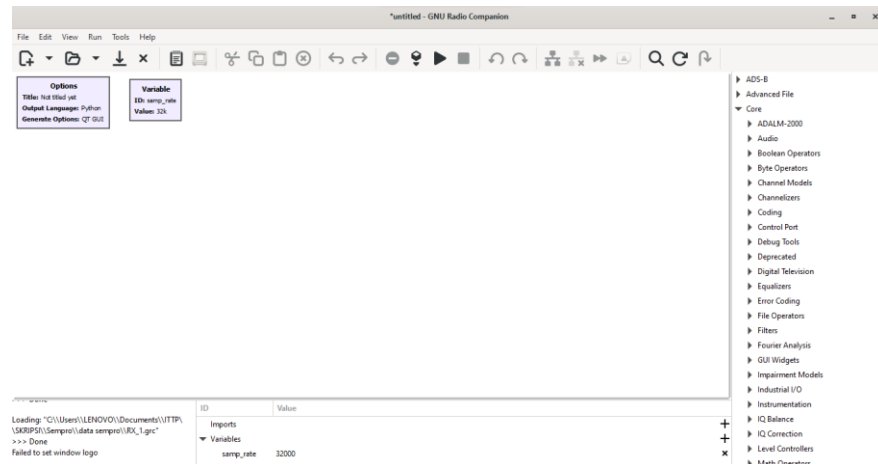 *untitled - GNU Radio Companion
File Edit View Run Tools Help
Options
Title: Not titled yet
Output Language: Python
Generate Options: QT GUI
Variable
ID: samp_rate
Value: 32k
ADS-B
Advanced File
Core
ADALM-2000
Audio
Boolean Operators
Byte Operators
Channel Models
Channelizers
Coding
Control Port
Debug Tools
Deprecated
Digital Television
Equalizers
Error Coding
File Operators
Filters
Fourier Analysis
GUI Widgets
Impairment Models
Industrial I/O
Instrumentation
IQ Balance
IQ Correction
Level Controllers
Math Operators
>>> Done
Loading: "C:\\Users\\LENOVO\\Documents\\ITTP\
\SKRIPSI\\Sempro\\data sempro\\RX_1.grc"
>>> Done
Failed to set window logo
ID Value
Imports
Variables
samp_rate 32000